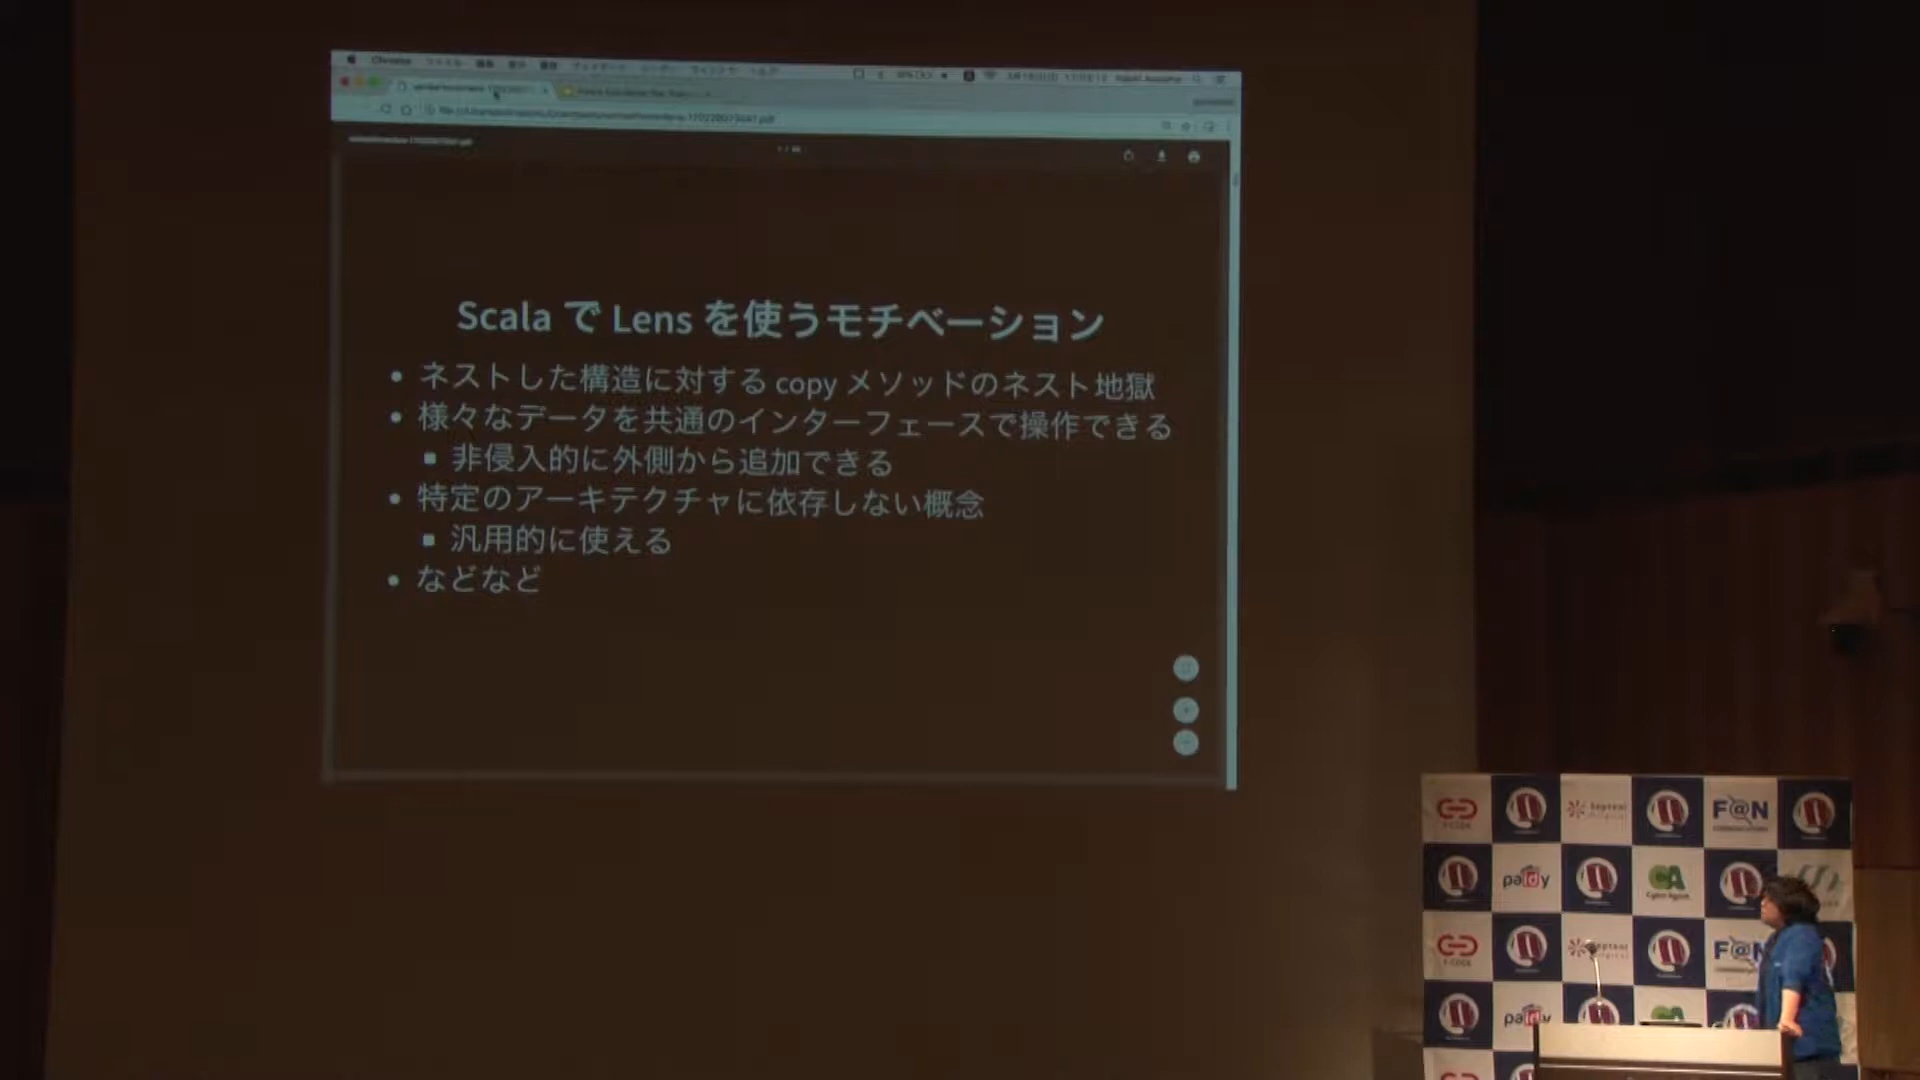 Chrome
Scala で Lens を使うモチベーション
• ネストした構造に対する copy メソッドのネスト地獄
• 様々なデータを共通のインターフェースで操作できる
▪ 非侵入的に外側から追加できる
• 特定のアーキテクチャに依存しない概念
▪ 汎用的に使える
• などなど
F@N
paidy
CyberAgent
F@N
paidy